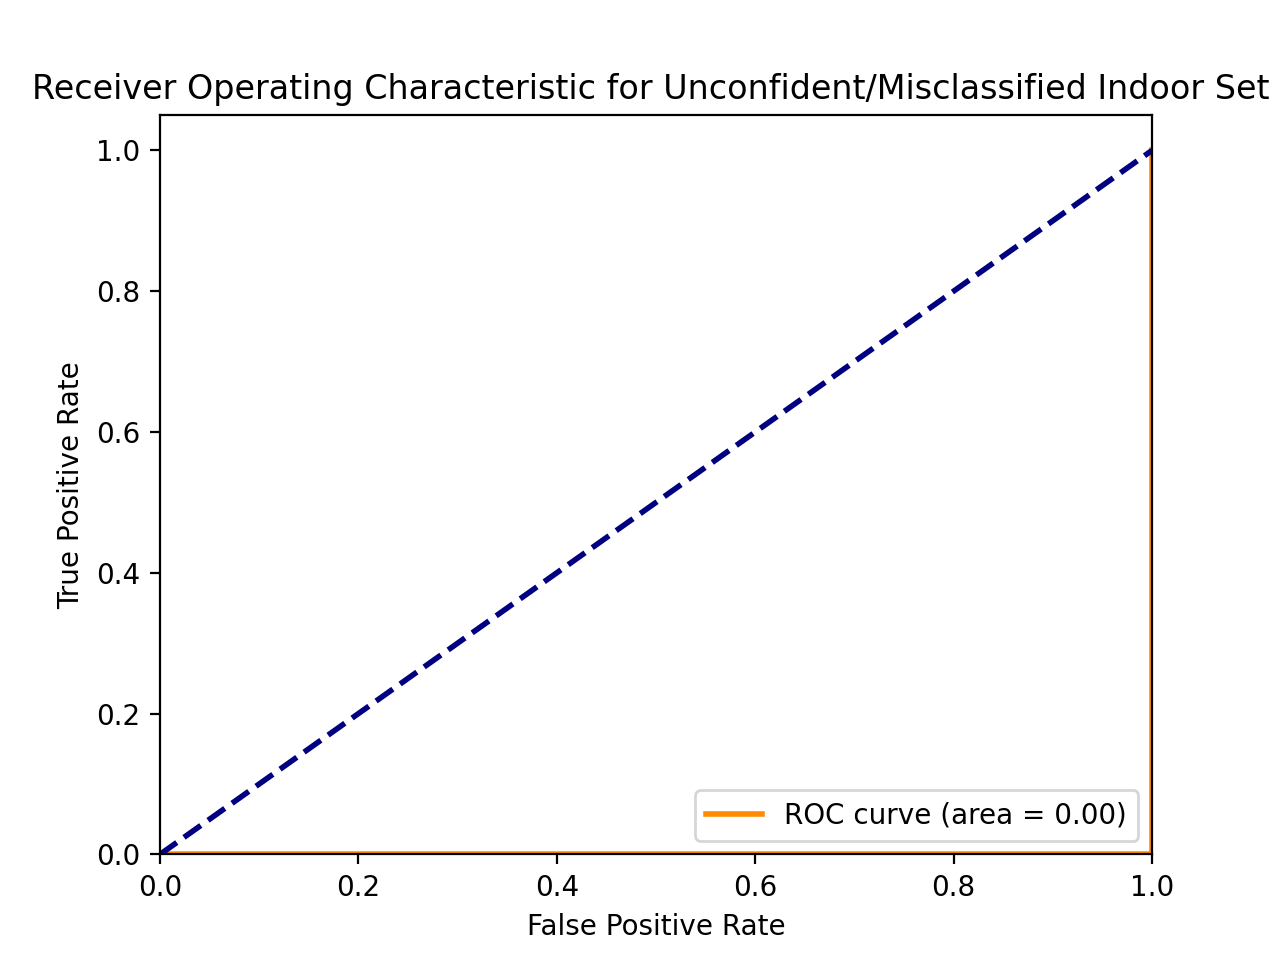 Receiver Operating Characteristic for Unconfident/Misclassified Indoor Set
1.0
0.8
0.6
0.4
0.2
0.0
True Positive Rate
ROC curve (area = 0.00)
0.0 0.2 0.4 0.6 0.8 1.0
False Positive Rate